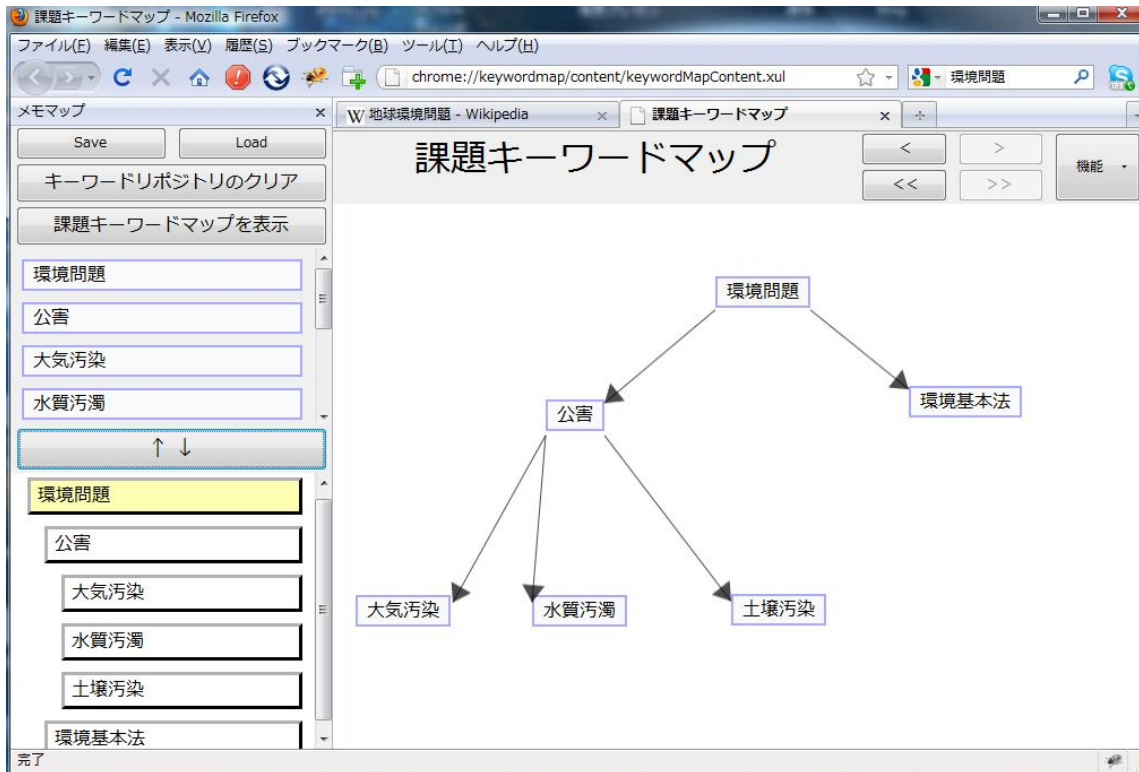 課題キーワードマップ - Mozilla Firefox
ファイル(F) 編集(E) 表示(V) 履歴(S) ブックマーク(B) ツール(T) ヘルプ(H)
chrome://keywordmap/content/keywordMapContent.xul
環境問題
メモマップ
地球環境問題 - Wikipedia
課題キーワードマップ
Save
Load
キーワードリポジトリのクリア
課題キーワードマップを表示
環境問題
公害
大気汚染
水質汚濁
↑ ↓
環境問題
公害
大気汚染
水質汚濁
土壌汚染
環境基本法
課題キーワードマップ
< >
<< >>
機能
環境問題
公害
環境基本法
大気汚染
水質汚濁
土壌汚染
完了